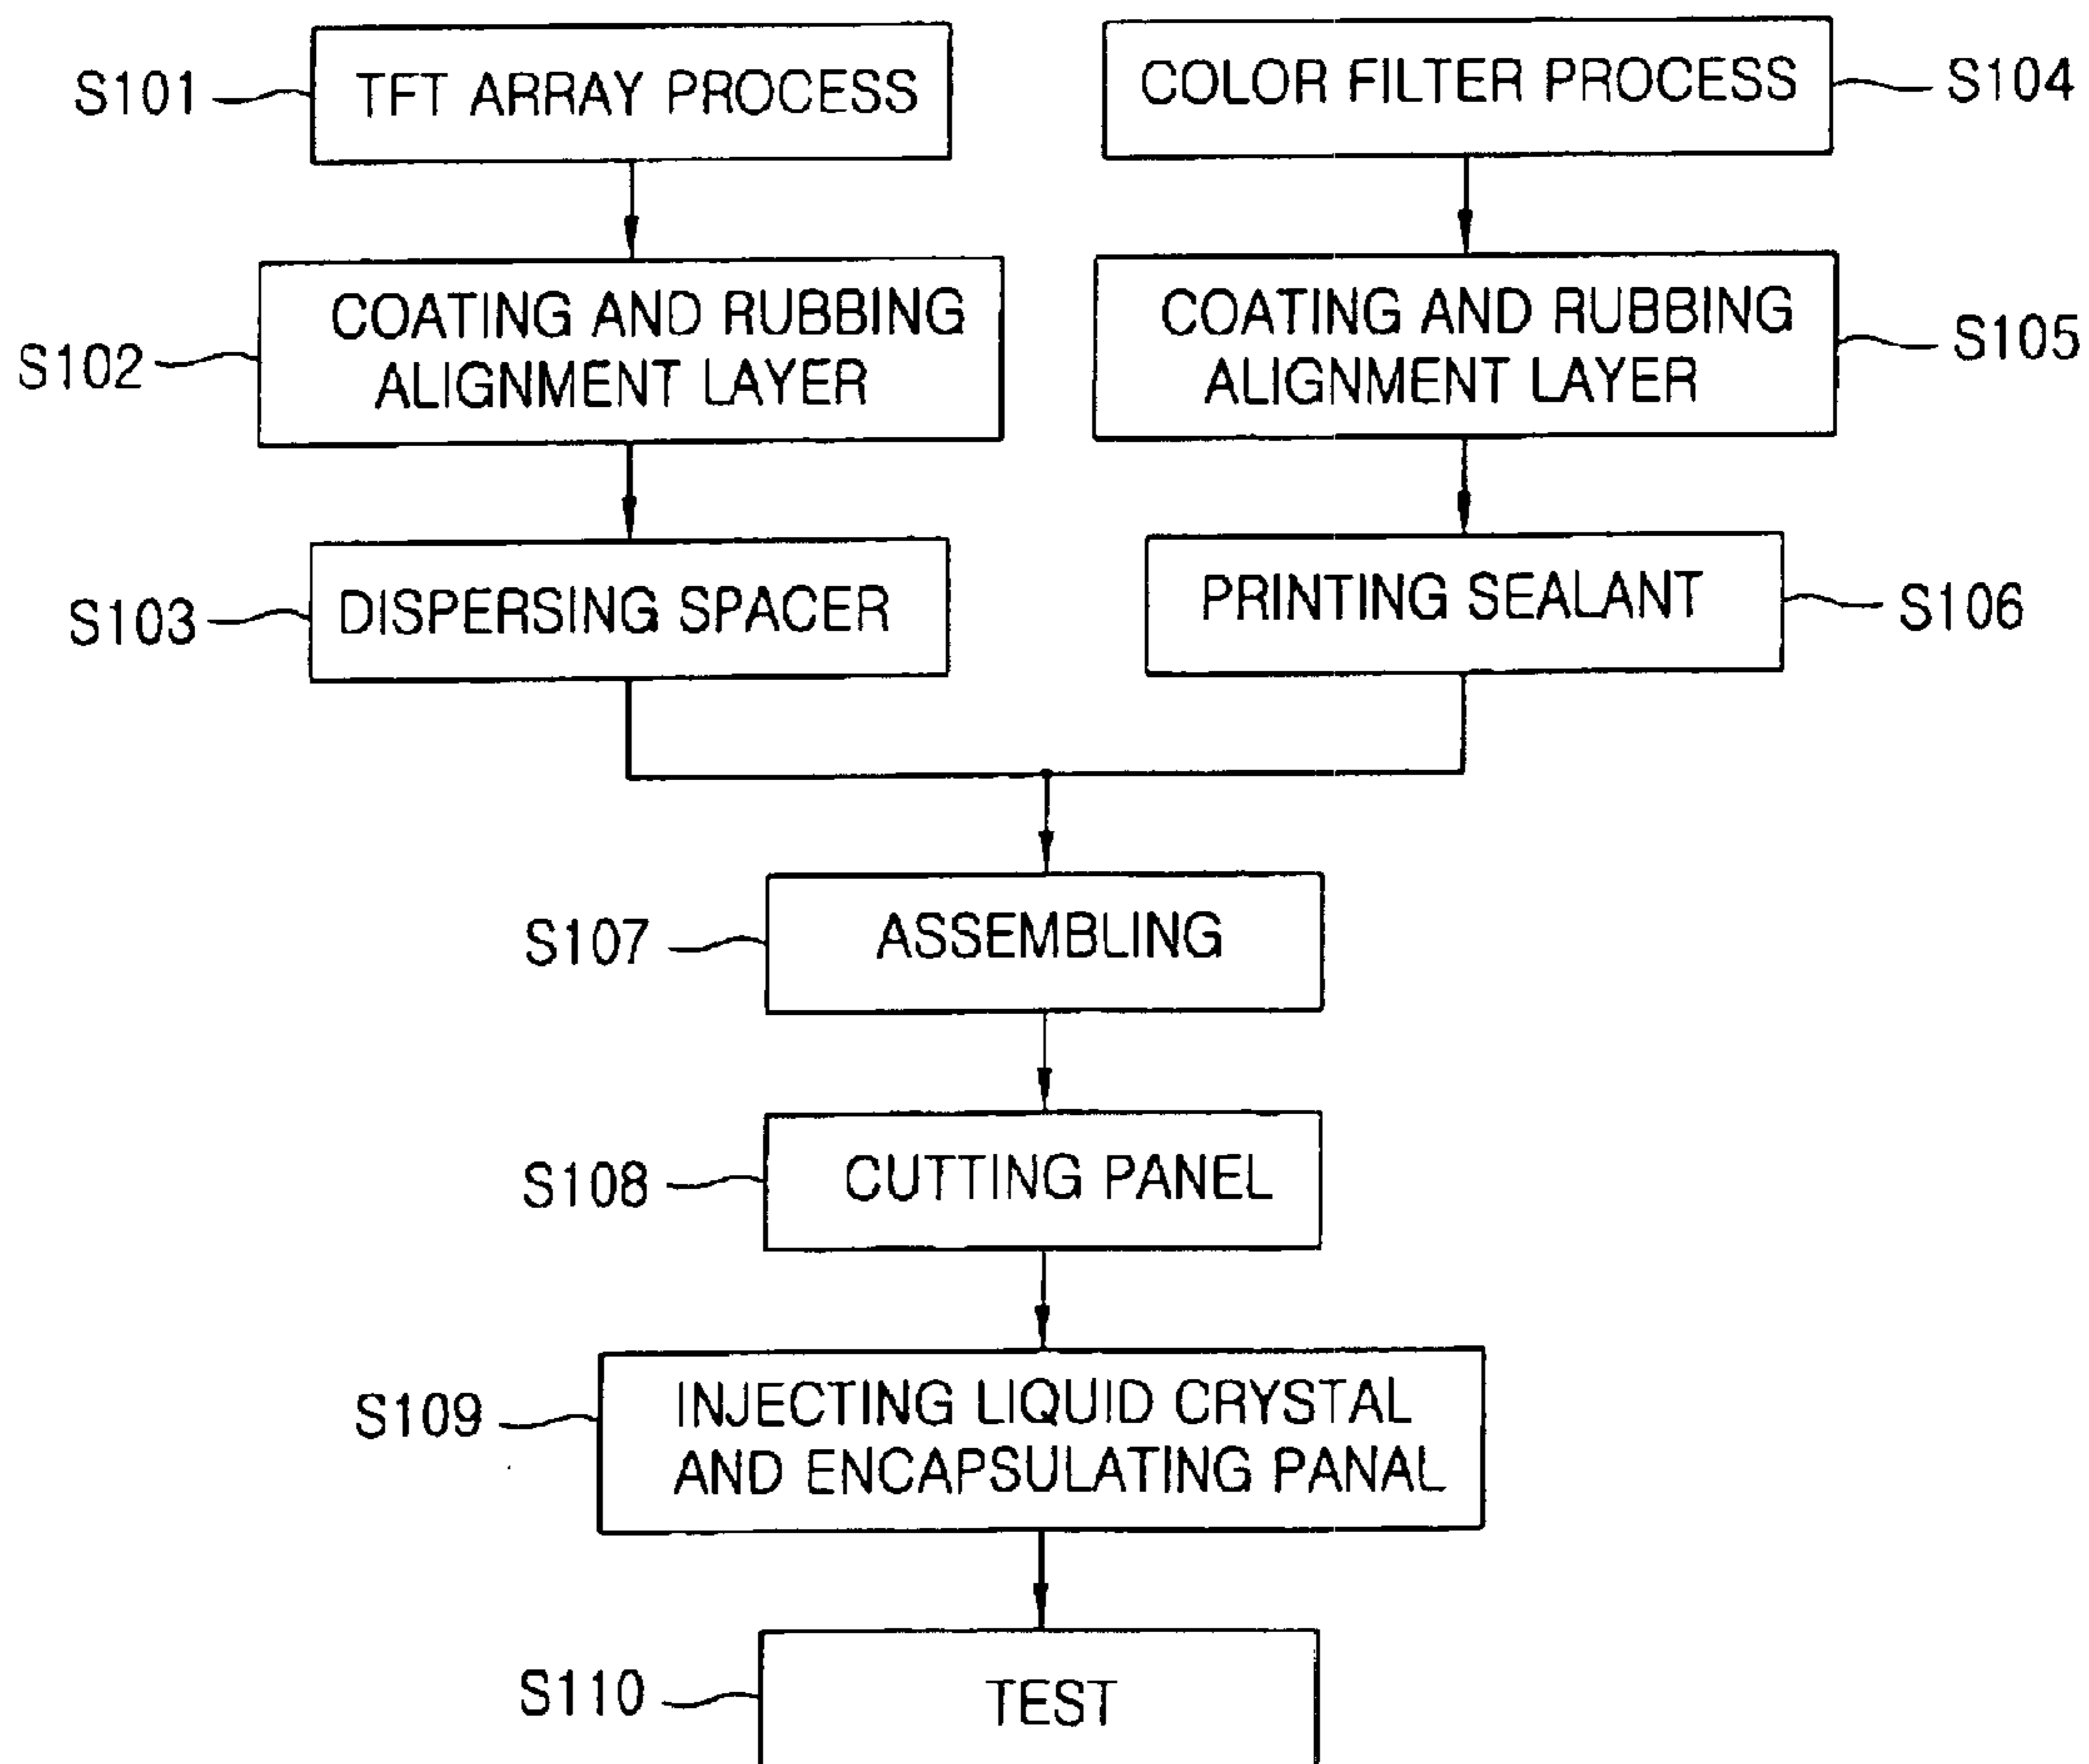 S101
TFT ARRAY PROCESS
COLOR FILTER PROCESS
S104
S102
COATING AND RUBBING
ALIGNMENT LAYER
COATING AND RUBBING
ALIGNMENT LAYER
S105
S103
DISPERSING SPACER
PRINTING SEALANT
S106
S107
ASSEMBLING
S108
CUTTING PANEL
S109
INJECTING LIQUID CRYSTAL
AND ENCAPSULATING PANAL
S110
TEST